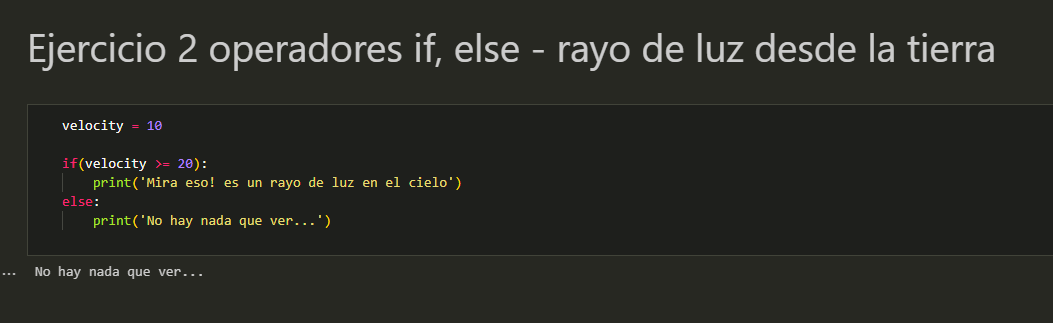 Ejercicio 2 operadores if, else - rayo de luz desde la tierra
velocity = 10
if(velocity >= 20):
print('Mira eso! es un rayo de luz en el cielo')
else:
print('No hay nada que ver...')
... No hay nada que ver...